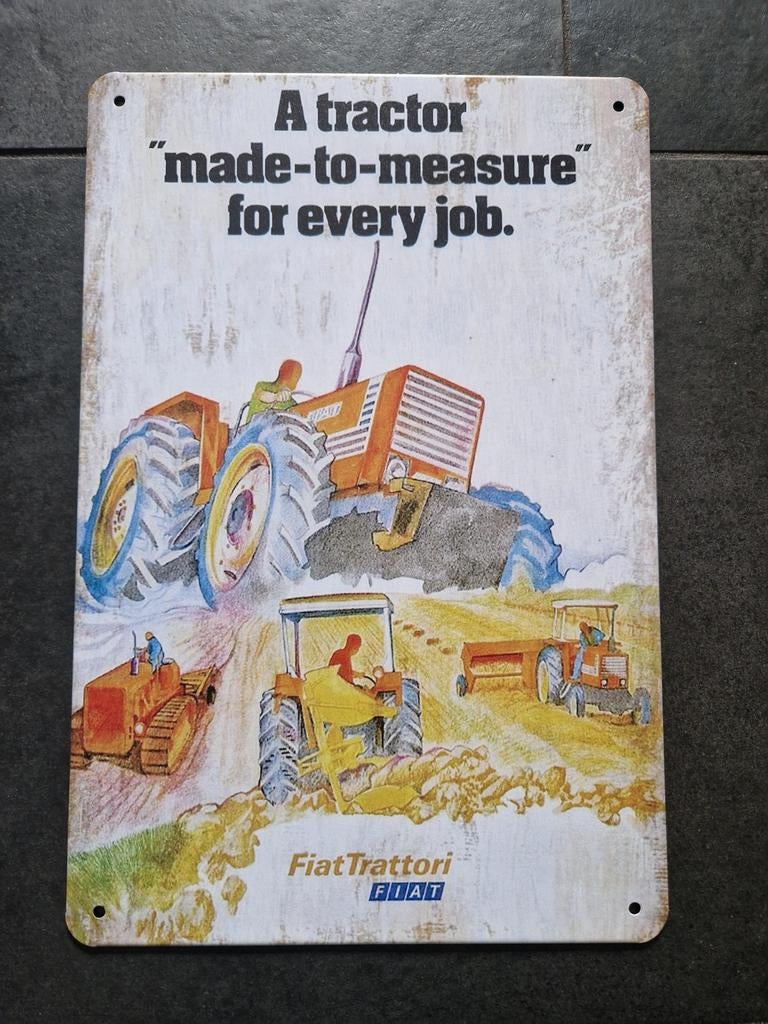 A tractor
"made-to-measure"
for every job.
FiatTrattori
FIAT